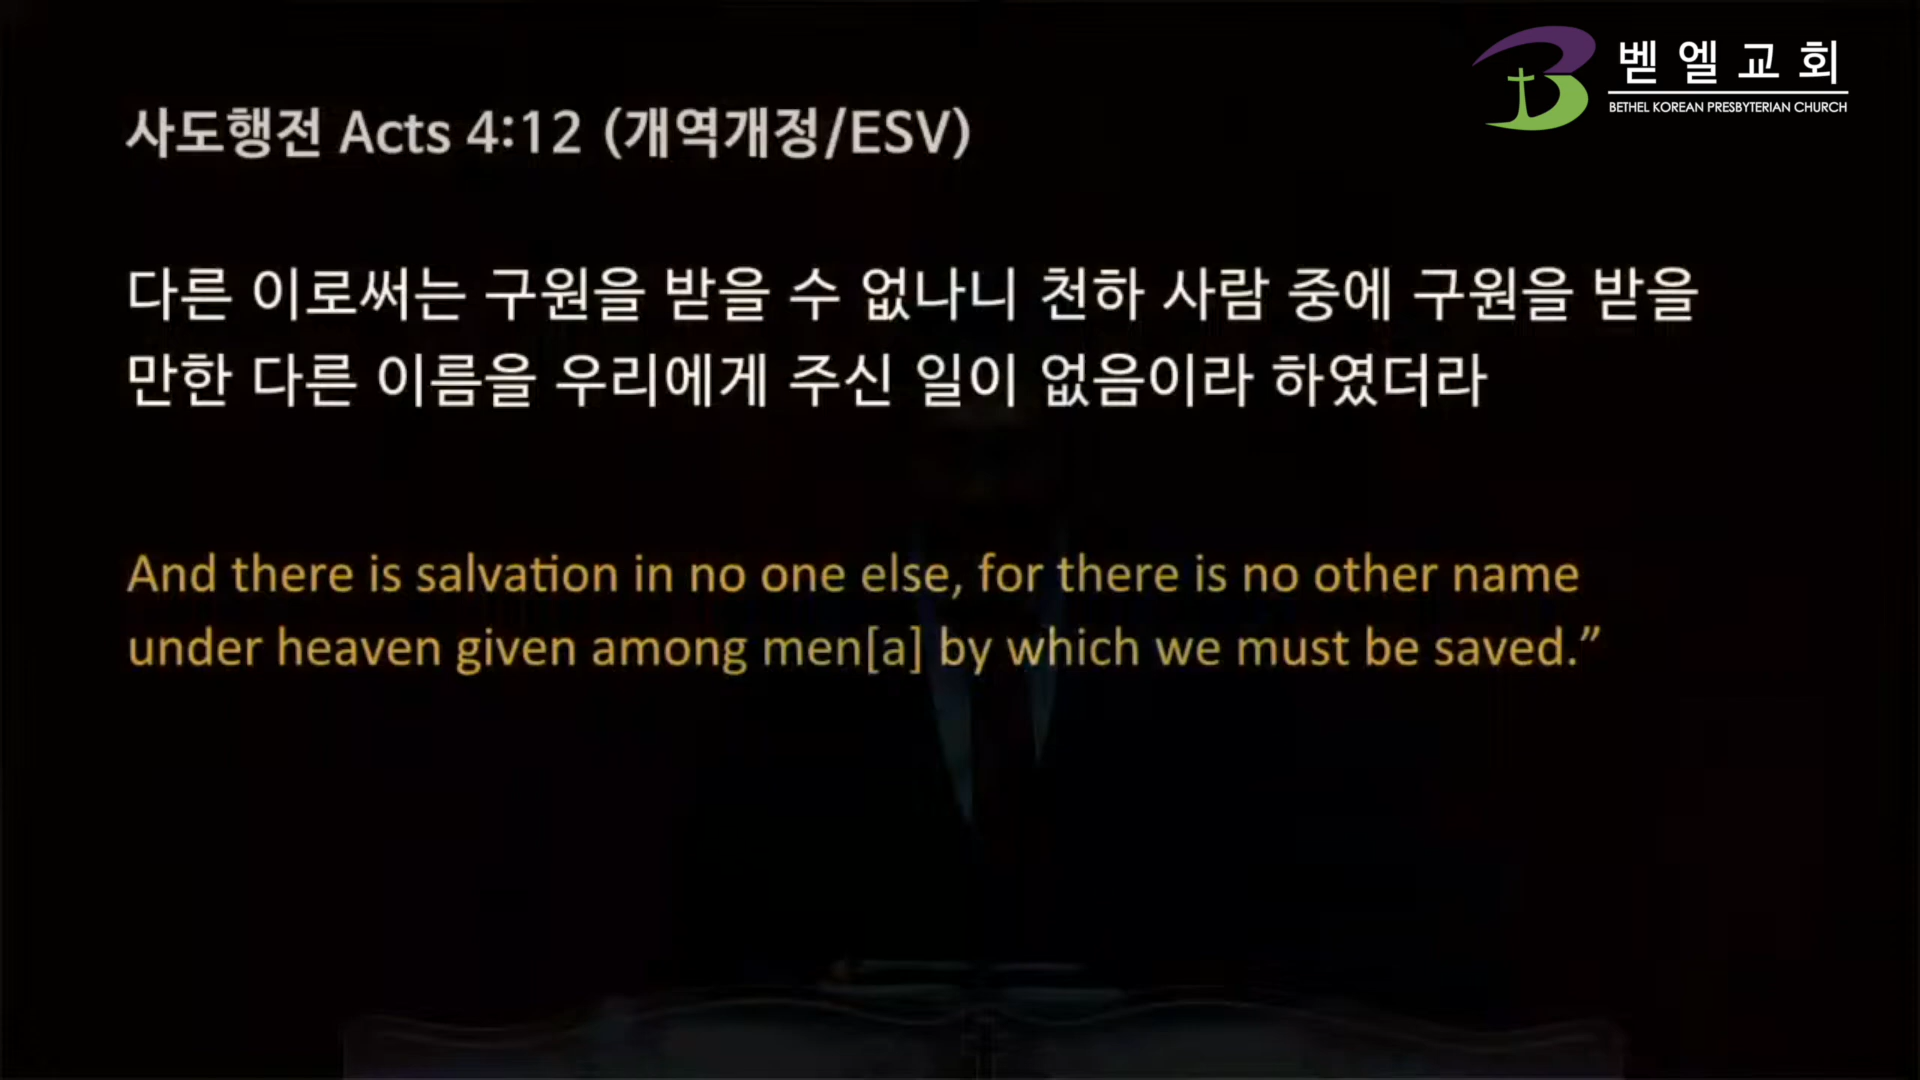 벧엘교회
BETHEL KOREAN PRESBYTERIAN CHURCH
사도행전 Acts 4:12 (개역개정/ESV)
다른 이로써는 구원을 받을 수 없나니 천하 사람 중에 구원을 받을
만한 다른 이름을 우리에게 주신 일이 없음이라 하였더라
And there is salvation in no one else, for there is no other name
under heaven given among men[a] by which we must be saved.”